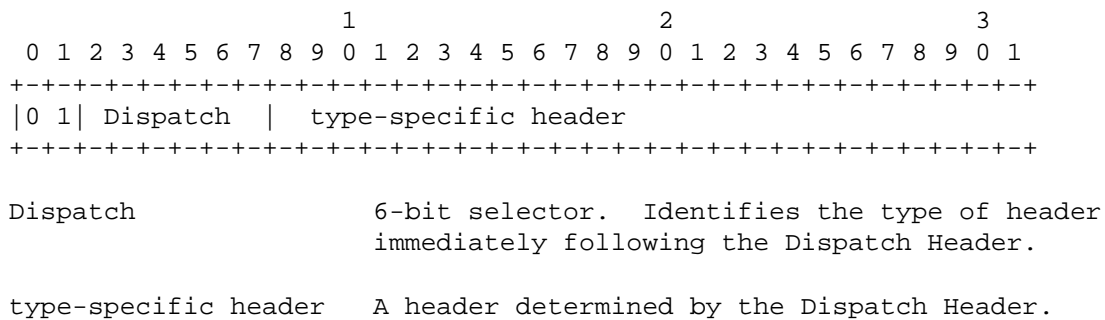 1                   2                   3
 0 1 2 3 4 5 6 7 8 9 0 1 2 3 4 5 6 7 8 9 0 1 2 3 4 5 6 7 8 9 0 1
+-+-+-+-+-+-+-+-+-+-+-+-+-+-+-+-+-+-+-+-+-+-+-+-+-+-+-+-+-+-+-+-+
|0 1| Dispatch  |  type-specific header
+-+-+-+-+-+-+-+-+-+-+-+-+-+-+-+-+-+-+-+-+-+-+-+-+-+-+-+-+-+-+-+-+
Dispatch               6-bit selector.  Identifies the type of header
                       immediately following the Dispatch Header.
type-specific header   A header determined by the Dispatch Header.